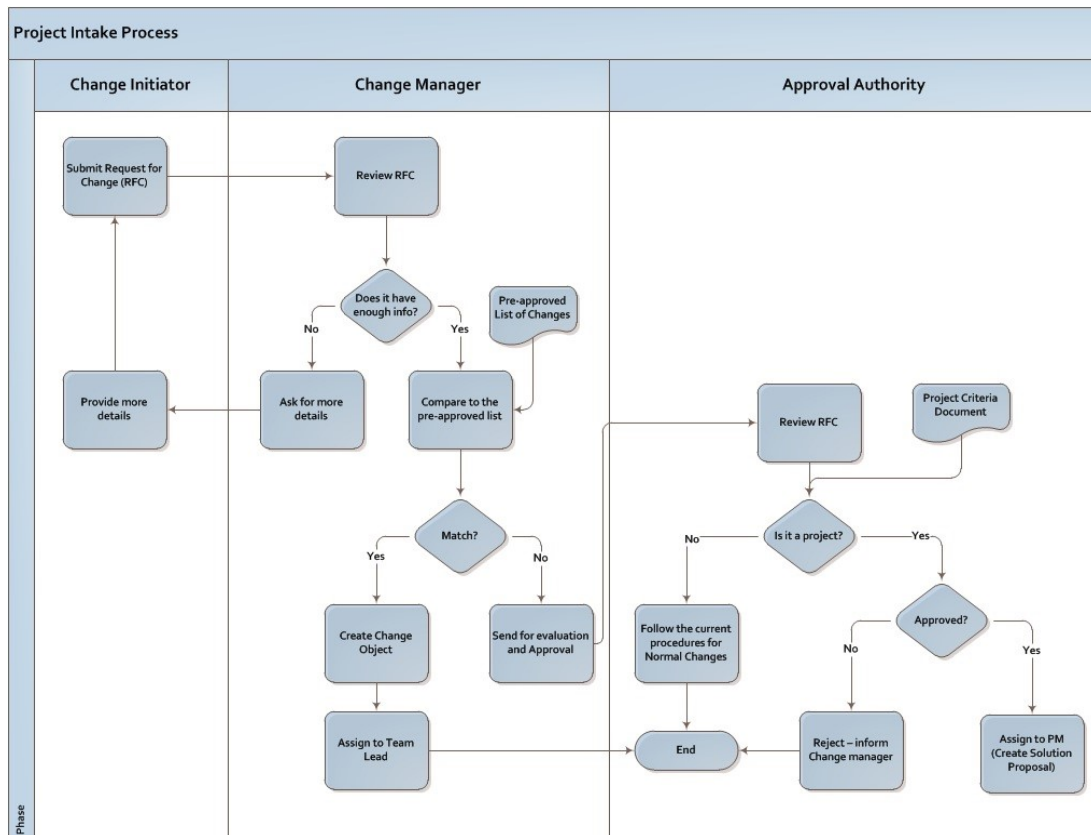 Project Intake Process
Change Initiator
Change Manager
Approval Authority
Submit Request for
Change (RFC)
Review RFC
Does it have
enough info?
No
Yes
Pre-approved
List of Changes
Provide more
details
Ask for more
details
Compare to the
pre-approved list
Review RFC
Project Criteria
Document
Match?
Yes
No
Is it a project?
No
Yes
Create Change
Object
Send for evaluation
and Approval
Follow the current
procedures for
Normal Changes
Approved?
No
Yes
Assign to Team
Lead
End
Reject – inform
Change manager
Assign to PM
(Create Solution
Proposal)
Phase